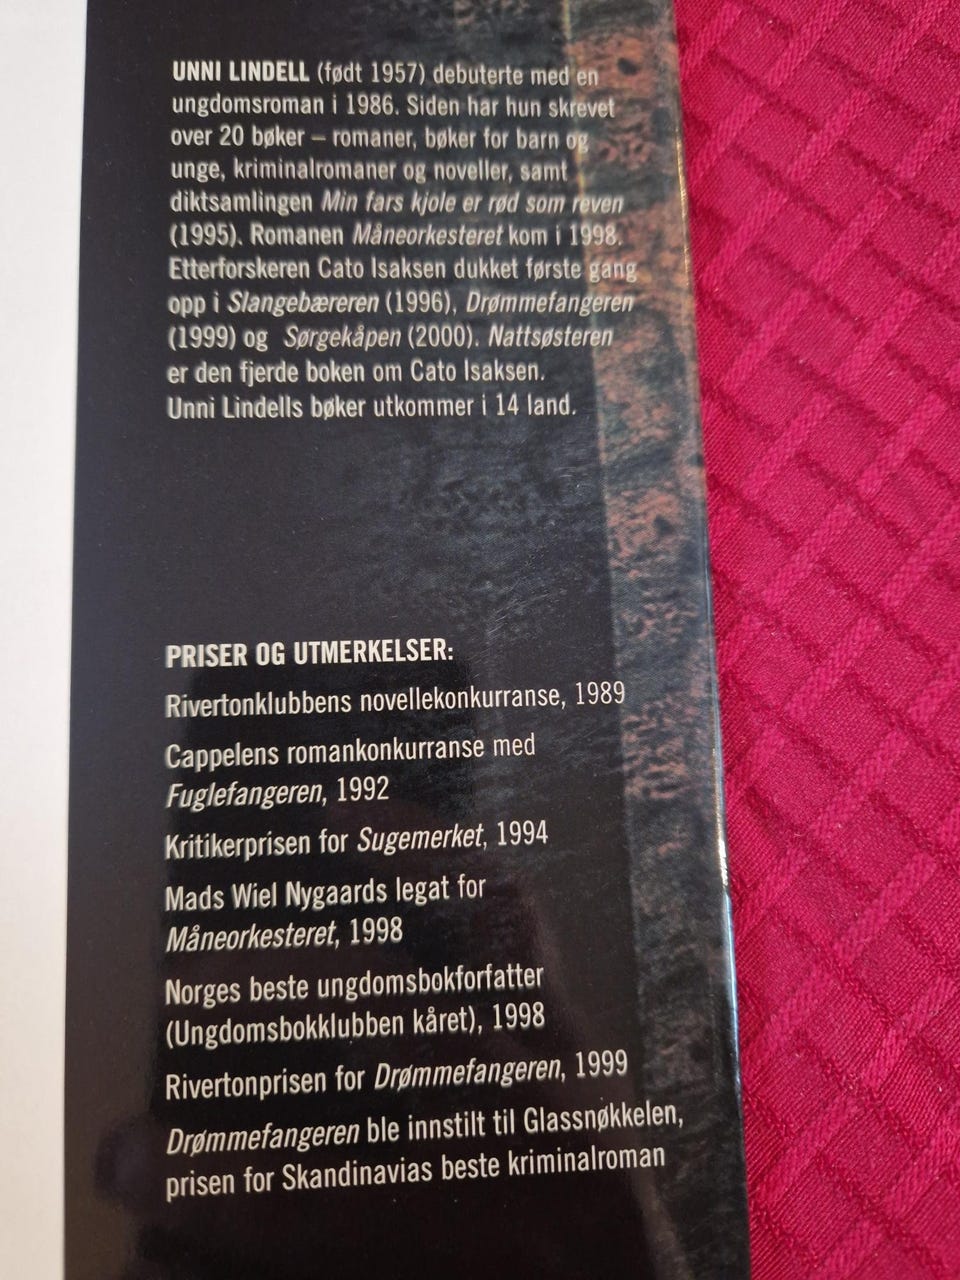 UNNI LINDELL (født 1957) debuterte med en
ungdomsroman i 1986. Siden har hun skrevet
over 20 bøker – romaner, bøker for barn og
unge, kriminalromaner og noveller, samt
diktsamlingen Min fars kjole er rød som reven
(1995). Romanen Måneorkesteret kom i 1998.
Etterforskeren Cato Isaksen dukket første gang
opp i Slangebæreren (1996), Drømmefangeren
(1999) og Sørgekåpen (2000). Nattsøsteren
er den fjerde boken om Cato Isaksen.
Unni Lindells bøker utkommer i 14 land.
PRISER OG UTMERKELSER:
Rivertonklubbens novellekonkurranse, 1989
Cappelens romankonkurranse med
Fuglefangeren, 1992
Kritikerprisen for Sugemerket, 1994
Mads Wiel Nygaards legat for
Måneorkesteret, 1998
Norges beste ungdomsbokforfatter
(Ungdomsbokklubben kåret), 1998
Rivertonprisen for Drømmefangeren, 1999
Drømmefangeren ble innstilt til Glassnøkkelen,
prisen for Skandinavias beste kriminalroman